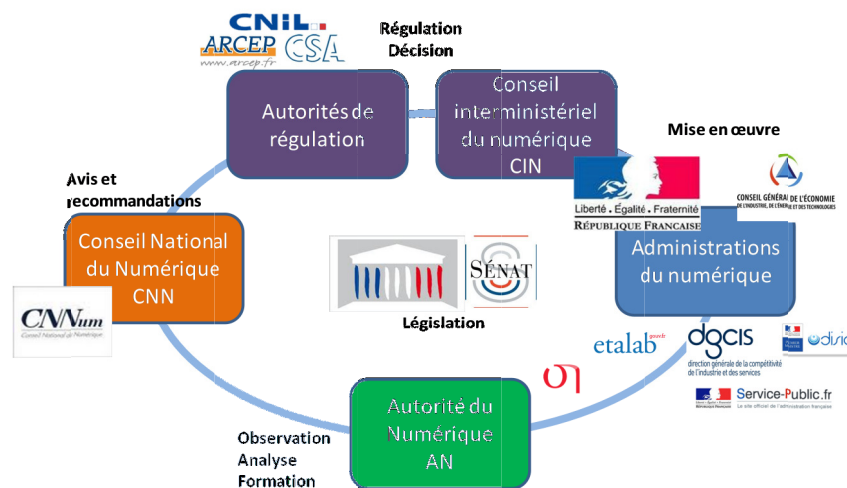 CNIL
ARCEP
www.arcep.fr
CSA
Régulation
Décision
Autorités de
régulation
Conseil
interministériel
du numérique
CIN
Mise en œuvre
Liberté • Égalité • Fraternité
RÉPUBLIQUE FRANÇAISE
CONSEIL GÉNÉRAL DE L'ÉCONOMIE
DE L'INDUSTRIE, DE L'ÉNERGIE ET DES TECHNOLOGIES
Administrations
du numérique
Avis et
recommandations
Conseil National
du Numérique
CNN
CNNum
Conseil National du Numérique
SÉNAT
Législation
etalab
gouv.fr
dgcis
direction générale de la compétitivité
de l'industrie et des services
disic
Service-Public.fr
Le site officiel de l'administration française
Autorité du
Numérique
AN
Observation
Analyse
Formation